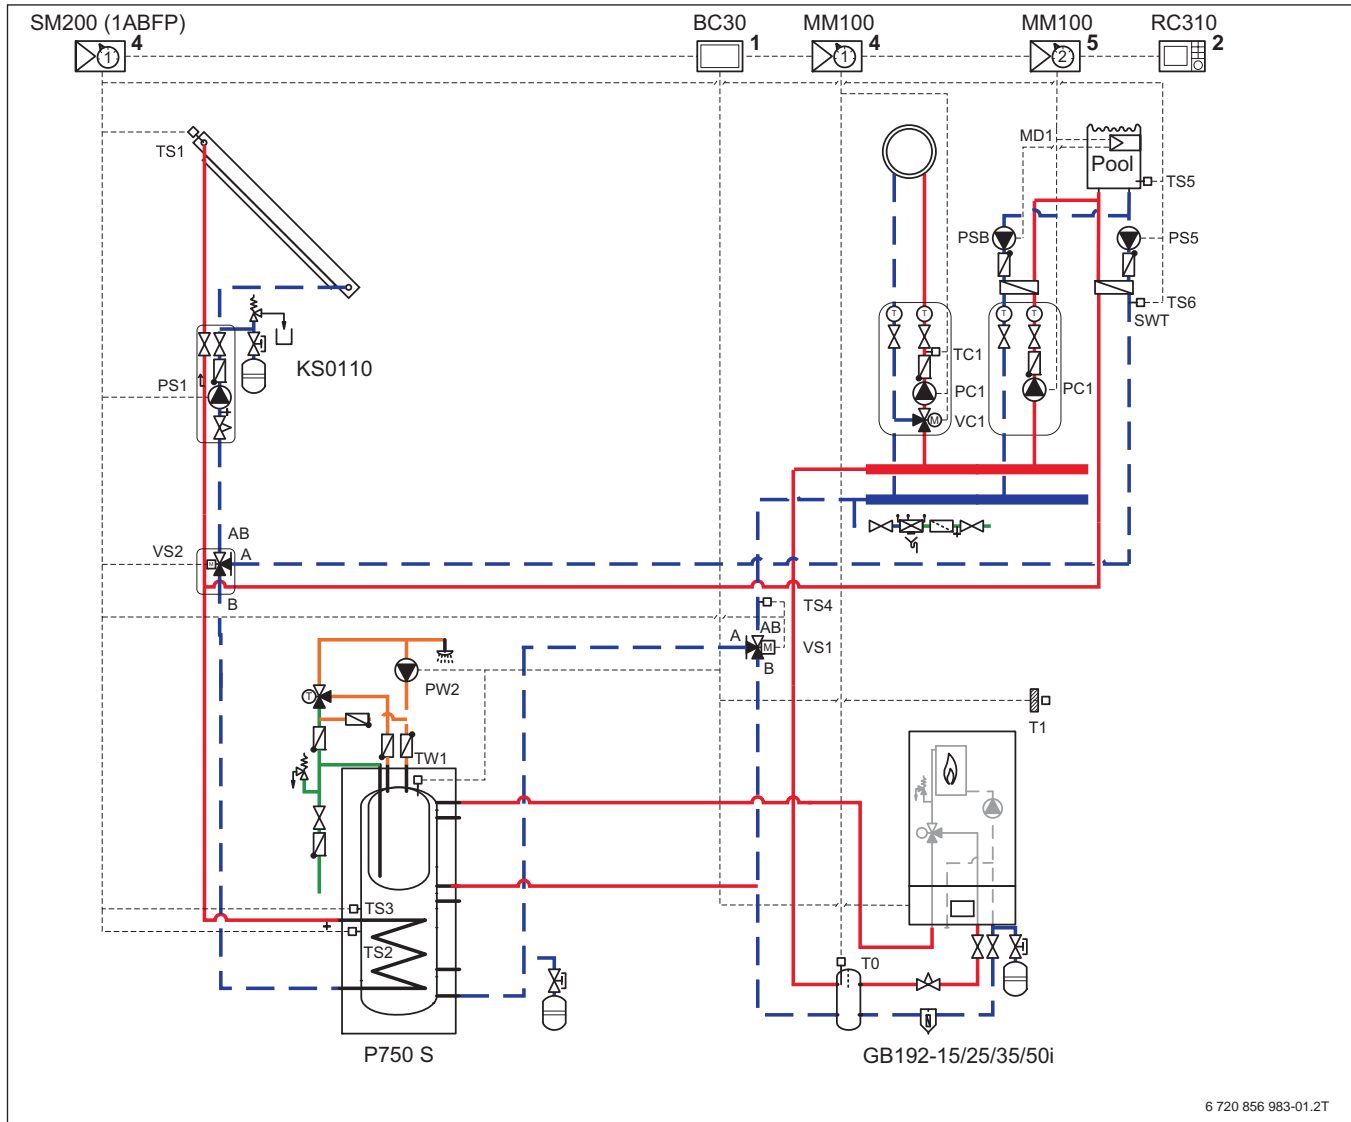 SM200 (1ABFP)
BC30
MM100
MM100
RC310
1
4
1
1
4
2
5
2
TS1
MD1
Pool
TS5
PSB
PS5
TS6
SWT
T
T
T
T
KS0110
PS1
TC1
PC1
PC1
M
VC1
AB
VS2
M
A
B
TS4
A
AB
M
VS1
B
PW2
T
T1
TW1
TS3
TS2
T0
P750 S
GB192-15/25/35/50i
6 720 856 983-01.2T